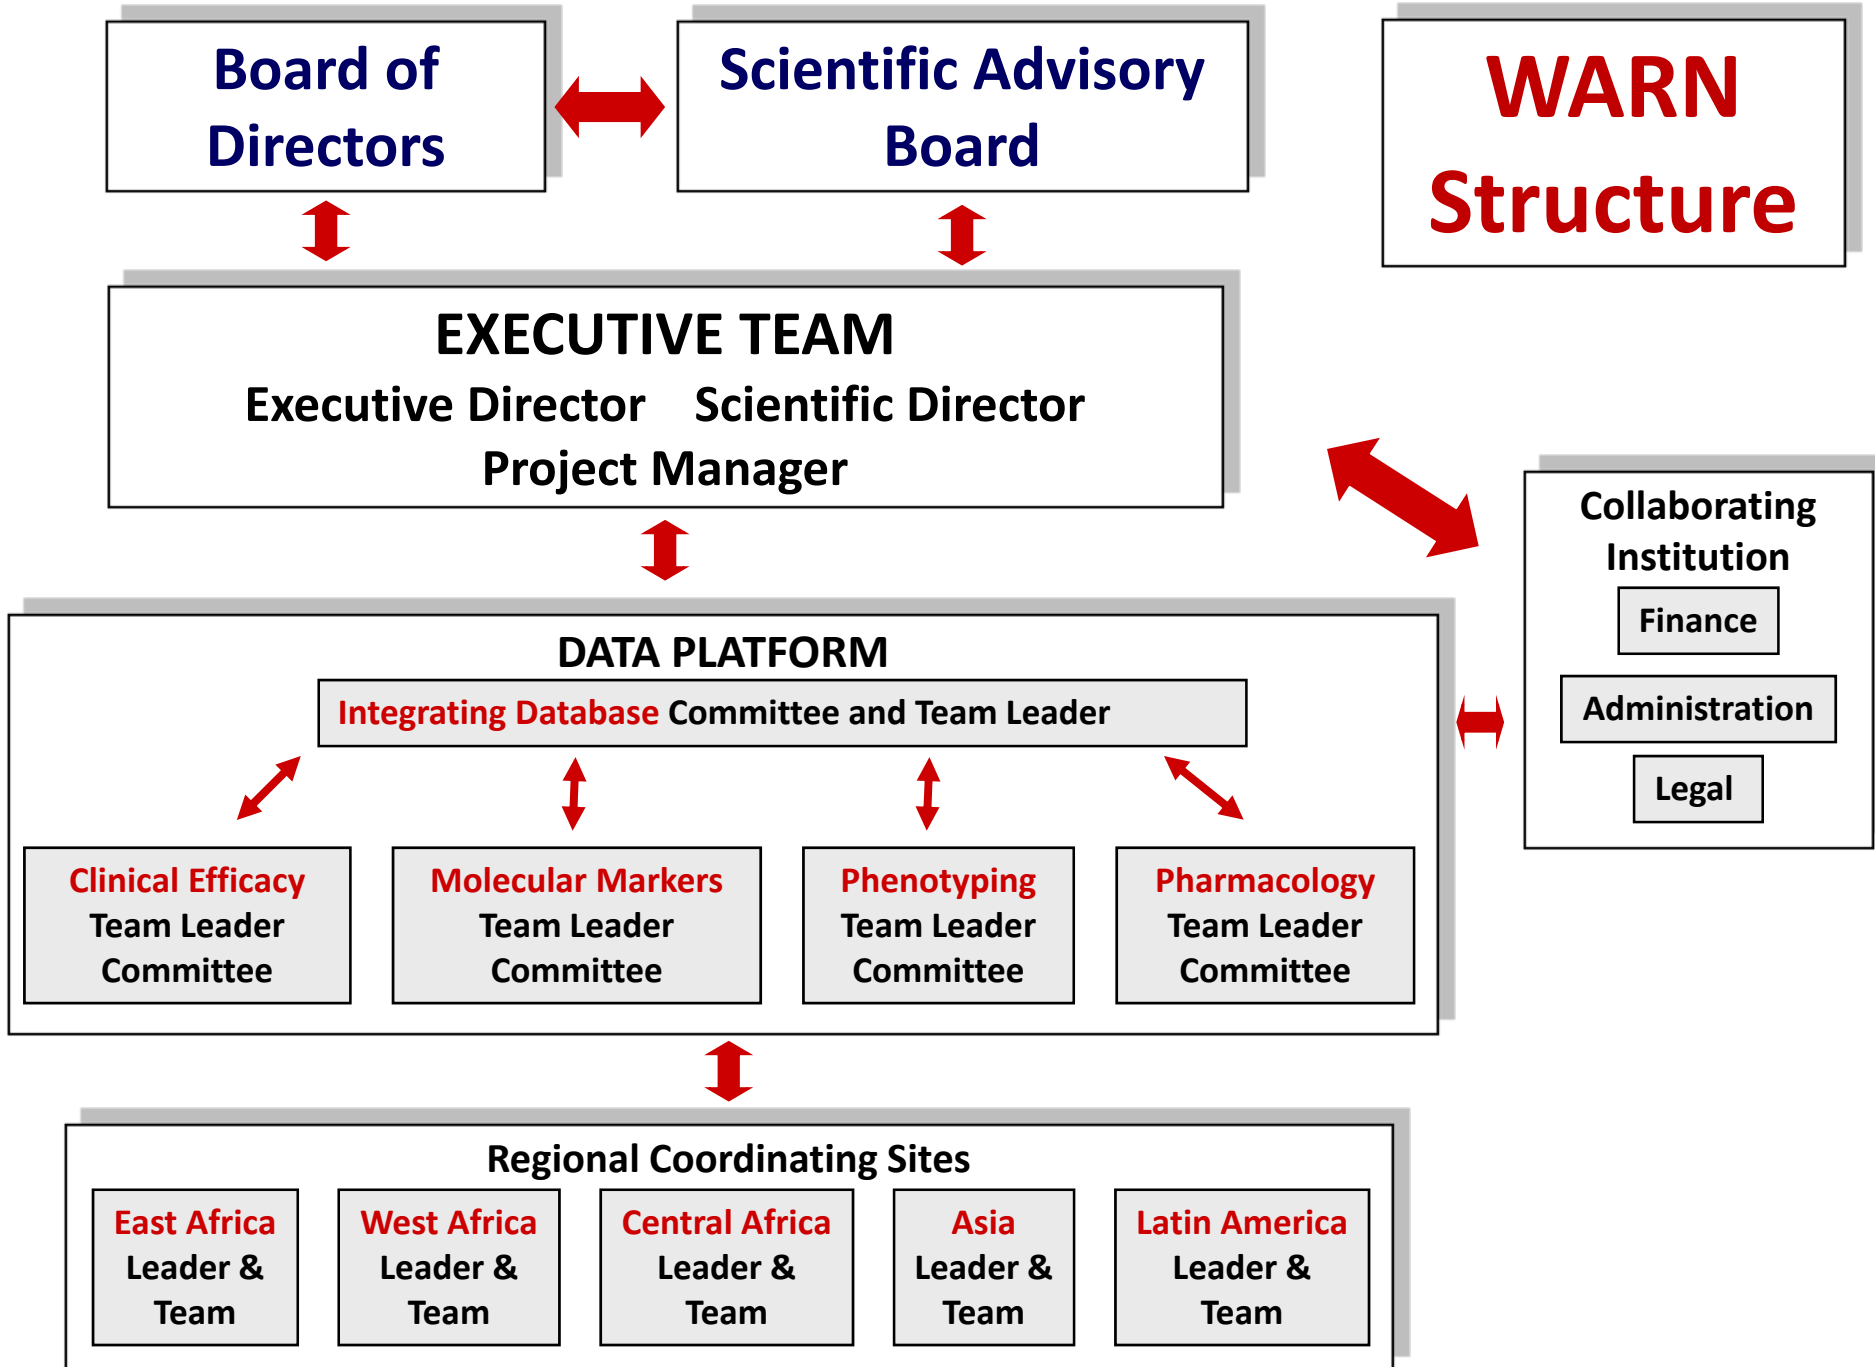 Board of
Directors
Scientific Advisory
Board
WARN
Structure
EXECUTIVE TEAM
Executive Director Scientific Director
Project Manager
Collaborating
Institution
Finance
Administration
Legal
DATA PLATFORM
Integrating Database Committee and Team Leader
Clinical Efficacy
Team Leader
Committee
Molecular Markers
Team Leader
Committee
Phenotyping
Team Leader
Committee
Pharmacology
Team Leader
Committee
Regional Coordinating Sites
East Africa
Leader &
Team
West Africa
Leader &
Team
Central Africa
Leader &
Team
Asia
Leader &
Team
Latin America
Leader &
Team